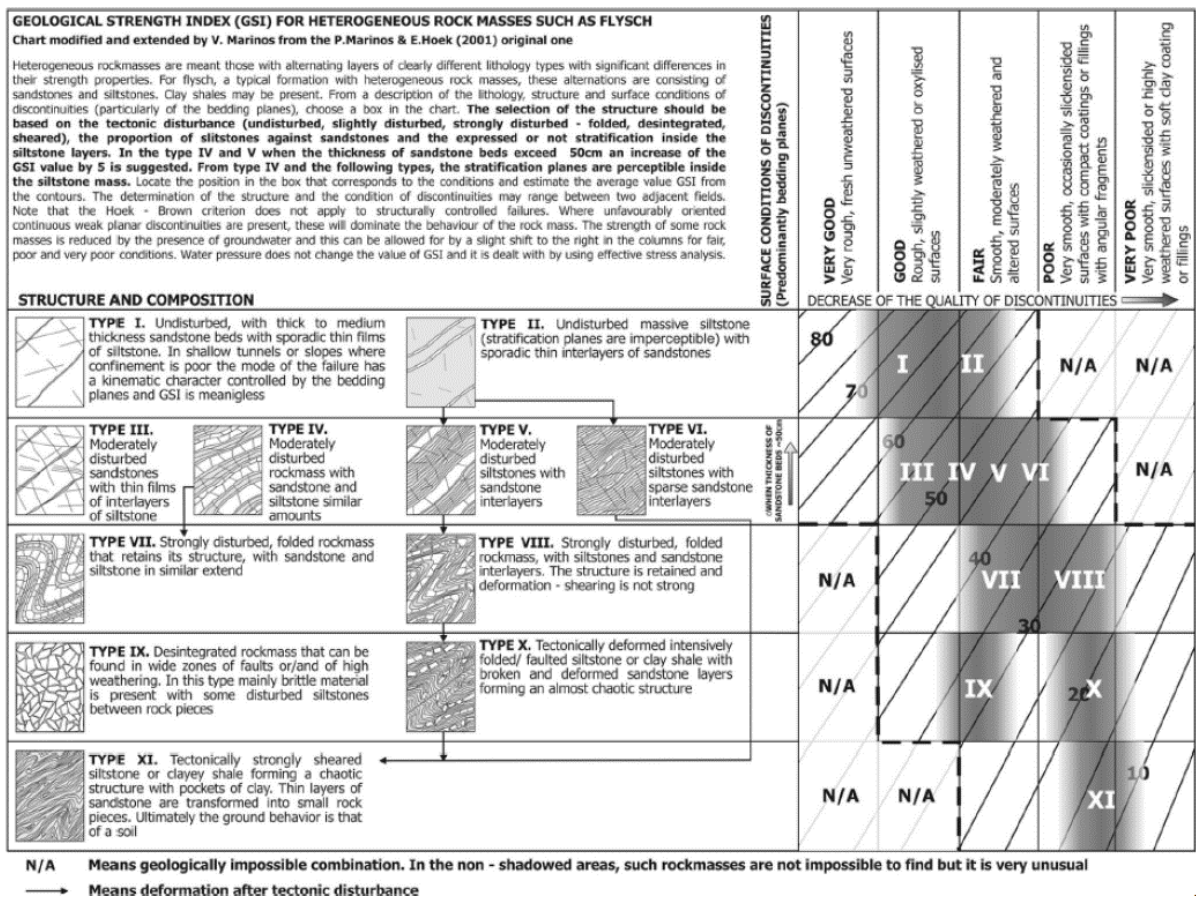 GEOLOGICAL STRENGTH INDEX (GSI) FOR HETEROGENEOUS ROCK MASSES SUCH AS FLYSCH
Chart modified and extended by V. Marinos from the P.Marinos & E.Hoek (2001) original one
Heterogeneous rockmasses are meant those with alternating layers of clearly different lithology types with significant differences in
their strength properties. For flysch, a typical formation with heterogeneous rock masses, these alternations are consisting of
sandstones and siltstones. Clay shales may be present. From a description of the lithology, structure and surface conditions of
discontinuities (particularly of the bedding planes), choose a box in the chart. The selection of the structure should be
based on the tectonic disturbance (undisturbed, slightly disturbed, strongly disturbed - folded, desintegrated,
sheared), the proportion of slitstones against sandstones and the expressed or not stratification inside the
siltstone layers. In the type IV and V when the thickness of sandstone beds exceed 50cm an increase of the
GSI value by 5 is suggested. From type IV and the following types, the stratification planes are perceptible inside
the siltstone mass. Locate the position in the box that corresponds to the conditions and estimate the average value GSI from
the contours. The determination of the structure and the condition of discontinuities may range between two adjacent fields.
Note that the Hoek - Brown criterion does not apply to structurally controlled failures. Where unfavourably oriented
continuous weak planar discontinuities are present, these will dominate the behaviour of the rock mass. The strength of some rock
masses is reduced by the presence of groundwater and this can be allowed for by a slight shift to the right in the columns for fair,
poor and very poor conditions. Water pressure does not change the value of GSI and it is dealt with by using effective stress analysis.
SURFACE CONDITIONS OF DISCONTINUITIES
(Predominantly bedding planes)
VERY GOOD
Very rough, fresh unweathered surfaces
GOOD
Rough, slightly weathered or oxylised
surfaces
FAIR
Smooth, moderately weathered and
altered surfaces
POOR
Very smooth, occasionally slickensided
surfaces with compact coatings or fillings
with angular fragments
VERY POOR
Very smooth, slickensided or highly
weathered surfaces with soft clay coating
or fillings
STRUCTURE AND COMPOSITION
DECREASE OF THE QUALITY OF DISCONTINUITIES
TYPE I. Undisturbed, with thick to medium
thickness sandstone beds with sporadic thin films
of siltstone. In shallow tunnels or slopes where
confinement is poor the mode of the failure has
a kinematic character controlled by the bedding
planes and GSI is meanigless
TYPE II. Undisturbed massive siltstone
(stratification planes are imperceptible) with
sporadic thin interlayers of sandstones
80
70
I
II
N/A
N/A
TYPE III.
Moderately
disturbed
sandstones
with thin films
of interlayers
of siltstone
TYPE IV.
Moderately
disturbed
rockmass with
sandstone and
siltstone similar
amounts
TYPE V.
Moderately
disturbed
siltstones with
sandstone
interlayers
TYPE VI.
Moderately
disturbed
siltstones with
sparse sandstone
interlayers
WHEN THICKNESS OF
SANDSTONE BEDS >50cm
60
III IV V VI
50
N/A
TYPE VII. Strongly disturbed, folded rockmass
that retains its structure, with sandstone and
siltstone in similar extend
TYPE VIII. Strongly disturbed, folded
rockmass, with siltstones and sandstone
interlayers. The structure is retained and
deformation - shearing is not strong
N/A
40
VII
VIII
30
TYPE IX. Desintegrated rockmass that can be
found in wide zones of faults or/and of high
weathering. In this type mainly brittle material
is present with some disturbed siltstones
between rock pieces
TYPE X. Tectonically deformed intensively
folded/ faulted siltstone or clay shale with
broken and deformed sandstone layers
forming an almost chaotic structure
N/A
IX
20
X
TYPE XI. Tectonically strongly sheared
siltstone or clayey shale forming a chaotic
structure with pockets of clay. Thin layers of
sandstone are transformed into small rock
pieces. Ultimately the ground behavior is that
of a soil
N/A
N/A
10
XI
N/A Means geologically impossible combination. In the non - shadowed areas, such rockmasses are not impossible to find but it is very unusual
Means deformation after tectonic disturbance